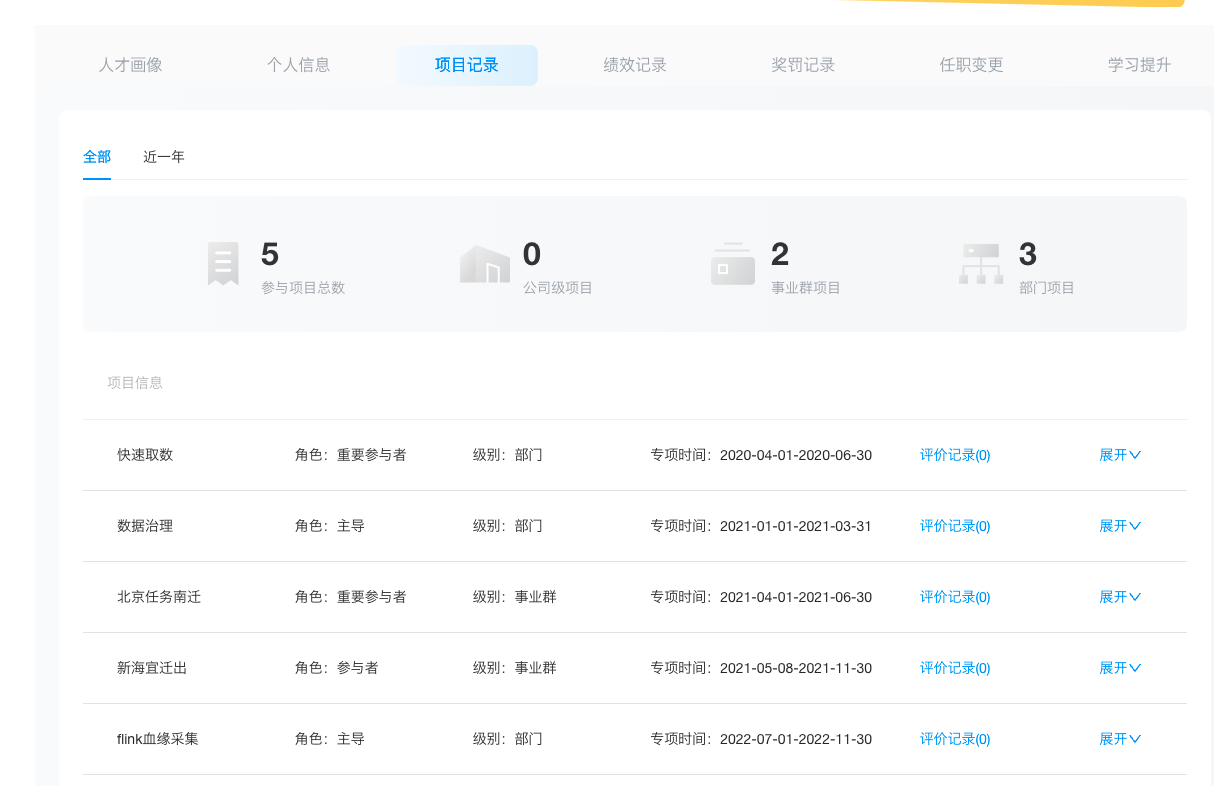 人才画像 个人信息 项目记录 绩效记录 奖罚记录 任职变更 学习提升
全部 近一年
5 0 2 3
参与项目总数 公司级项目 事业群项目 部门项目
项目信息
快速取数 角色：重要参与者 级别：部门 专项时间：2020-04-01-2020-06-30 评价记录(0) 展开
数据治理 角色：主导 级别：部门 专项时间：2021-01-01-2021-03-31 评价记录(0) 展开
北京任务南迁 角色：重要参与者 级别：事业群 专项时间：2021-04-01-2021-06-30 评价记录(0) 展开
新海宜迁出 角色：参与者 级别：事业群 专项时间：2021-05-08-2021-11-30 评价记录(0) 展开
flink血缘采集 角色：主导 级别：部门 专项时间：2022-07-01-2022-11-30 评价记录(0) 展开